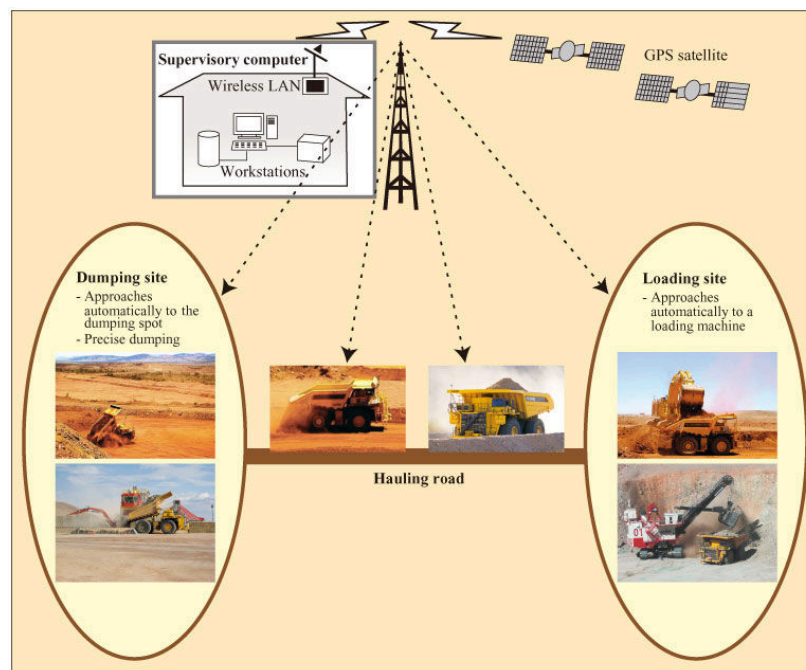 Supervisory computer
Wireless LAN
Workstations
GPS satellite
Dumping site
- Approaches
automatically to the
dumping spot
- Precise dumping
Loading site
- Approaches
automatically to a
loading machine
01
Hauling road